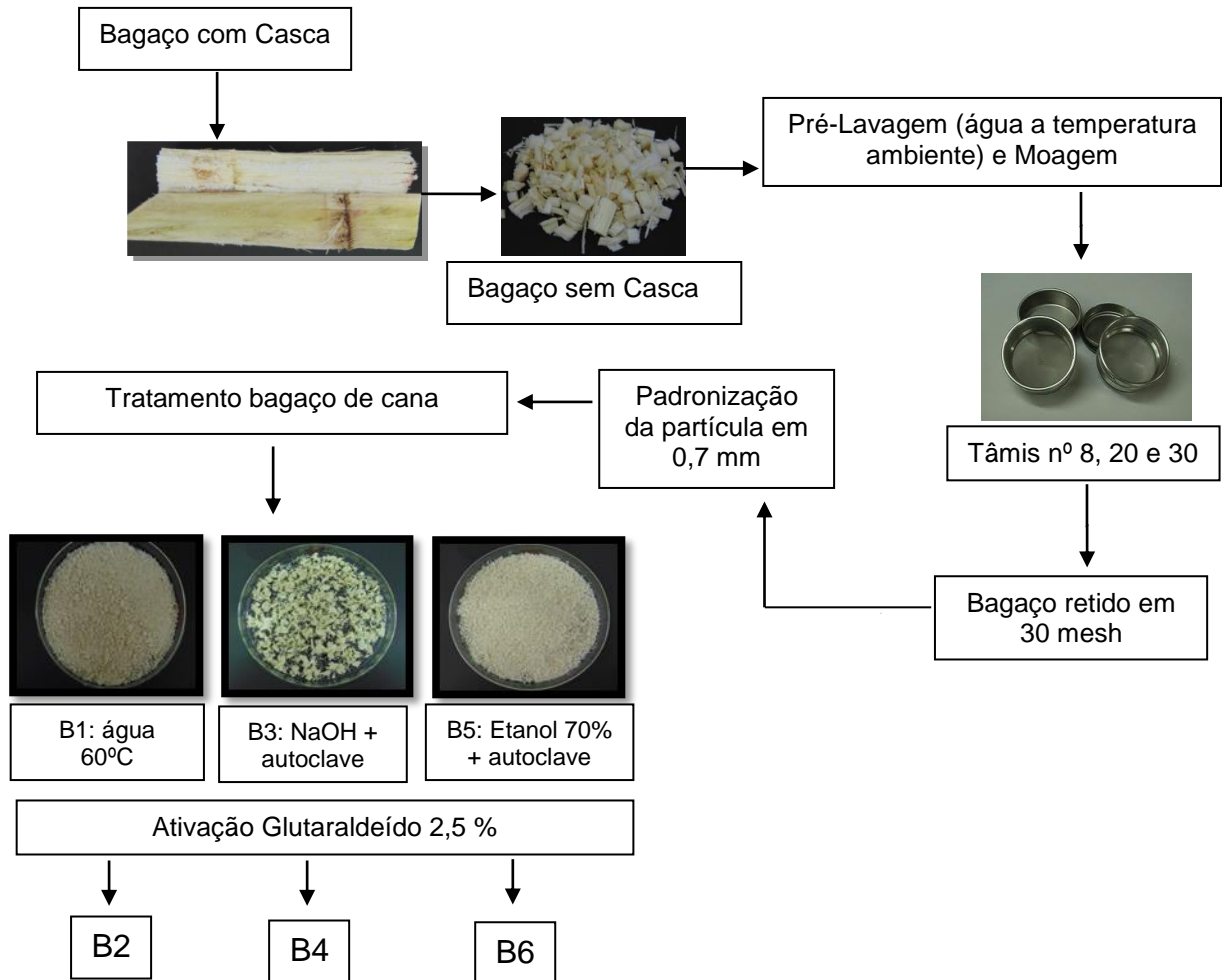 Bagaço com Casca
Pré-Lavagem (água a temperatura
ambiente) e Moagem
Bagaço sem Casca
Tâmis nº 8, 20 e 30
Bagaço retido em
30 mesh
Padronização
da partícula em
0,7 mm
Tratamento bagaço de cana
B1: água
60ºC
B3: NaOH +
autoclave
B5: Etanol 70%
+ autoclave
Ativação Glutaraldeído 2,5 %
B2
B4
B6